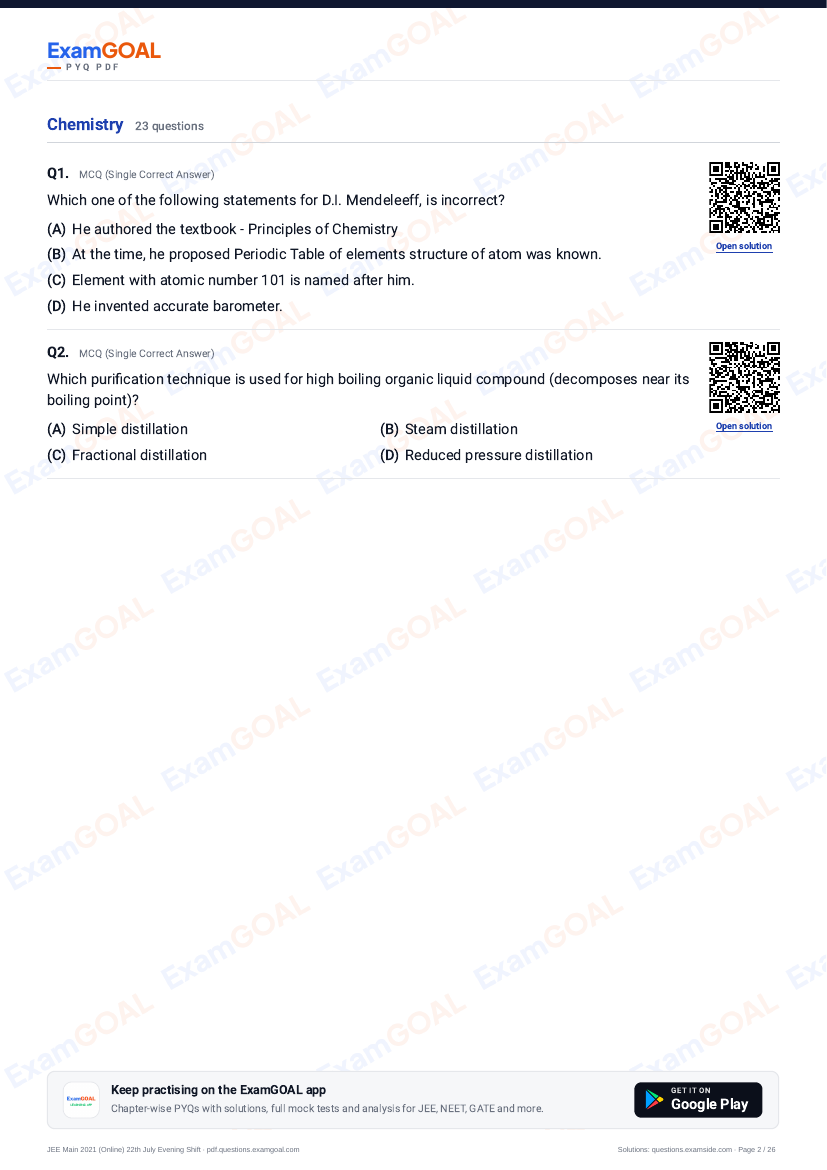 ExamGOAL
PYQ PDF
Chemistry 23 questions
Q1. MCQ (Single Correct Answer)
Which one of the following statements for D.I. Mendeleeff, is incorrect?
(A) He authored the textbook - Principles of Chemistry
(B) At the time, he proposed Periodic Table of elements structure of atom was known.
(C) Element with atomic number 101 is named after him.
(D) He invented accurate barometer.
Open solution
Q2. MCQ (Single Correct Answer)
Which purification technique is used for high boiling organic liquid compound (decomposes near its
boiling point)?
(A) Simple distillation (B) Steam distillation
(C) Fractional distillation (D) Reduced pressure distillation
Open solution
ExamGOAL
Keep practising on the ExamGOAL app
Chapter-wise PYQs with solutions, full mock tests and analysis for JEE, NEET, GATE and more.
GET IT ON
Google Play
JEE Main 2021 (Online) 22th July Evening Shift · pdf.questions.examgoal.com Solutions: questions.examside.com · Page 2 / 26